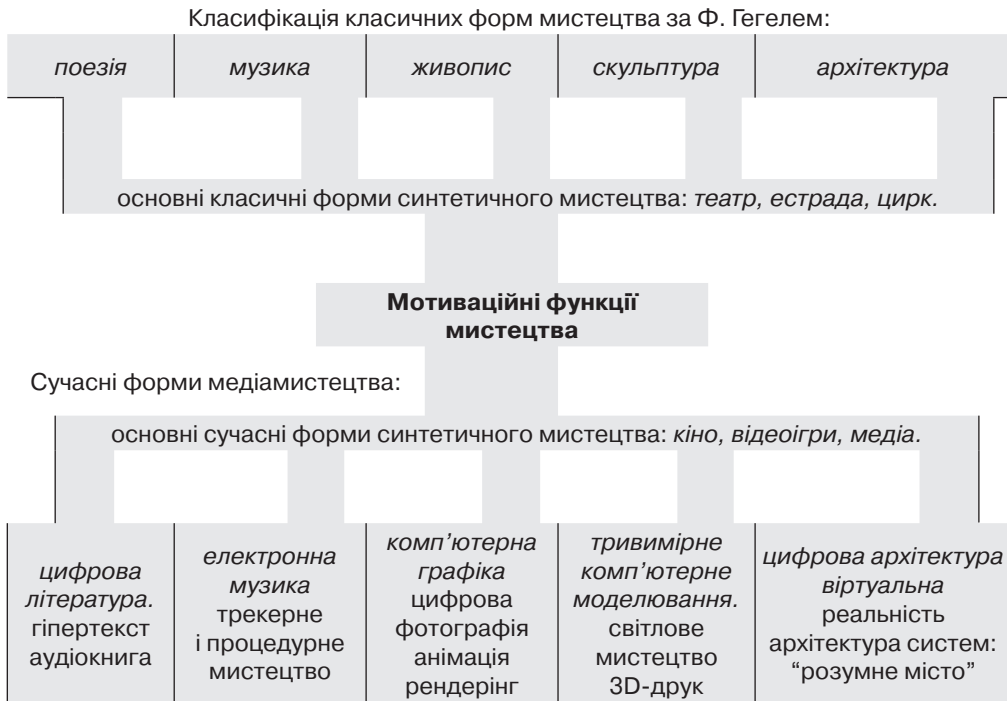 Класифікація класичних форм мистецтва за Ф. Гегелем:
поезія
музика
живопис
скульптура
архітектура
основні класичні форми синтетичного мистецтва: театр, естрада, цирк.
Мотиваційні функції
мистецтва
Сучасні форми медіамистецтва:
основні сучасні форми синтетичного мистецтва: кіно, відеоігри, медіа.
цифрова
література.
гіпертекст
аудіокнига
електронна
музика
трекерне
і процедурне
мистецтво
комп’ютерна
графіка
цифрова
фотографія
анімація
рендерінг
тривимірне
комп’ютерне
моделювання.
світлове
мистецтво
3D-друк
цифрова архітектура
віртуальна
реальність
архітектура систем:
“розумне місто”